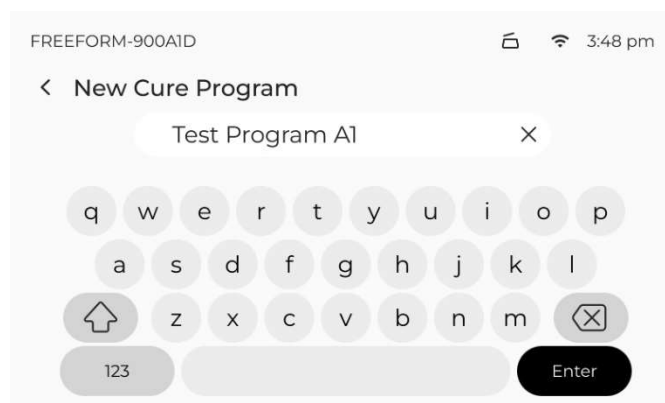 FREEFORM-900A1D 3:48 pm
New Cure Program
Test Program A1
q w e r t y u i o p
a s d f g h j k l
z x c v b n m
123 Enter